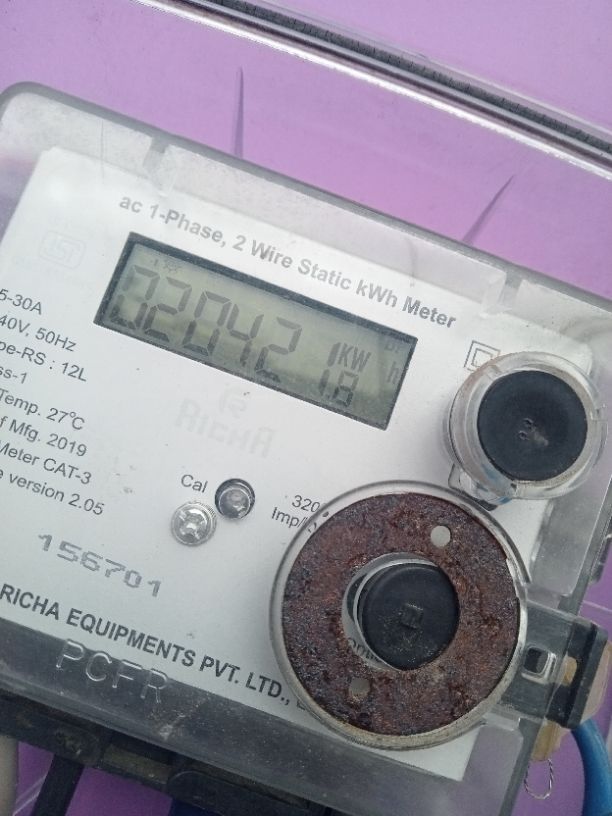 ac 1-Phase, 2 Wire Static kWh Meter
020421.8
KW
h
5-30A
40V, 50Hz
pe-RS : 12L
ss-1
Temp. 27°C
f Mfg. 2019
Meter CAT-3
e version 2.05
RICHA
Cal
320
Imp/
156701
RICHA EQUIPMENTS PVT. LTD.,
PCFR